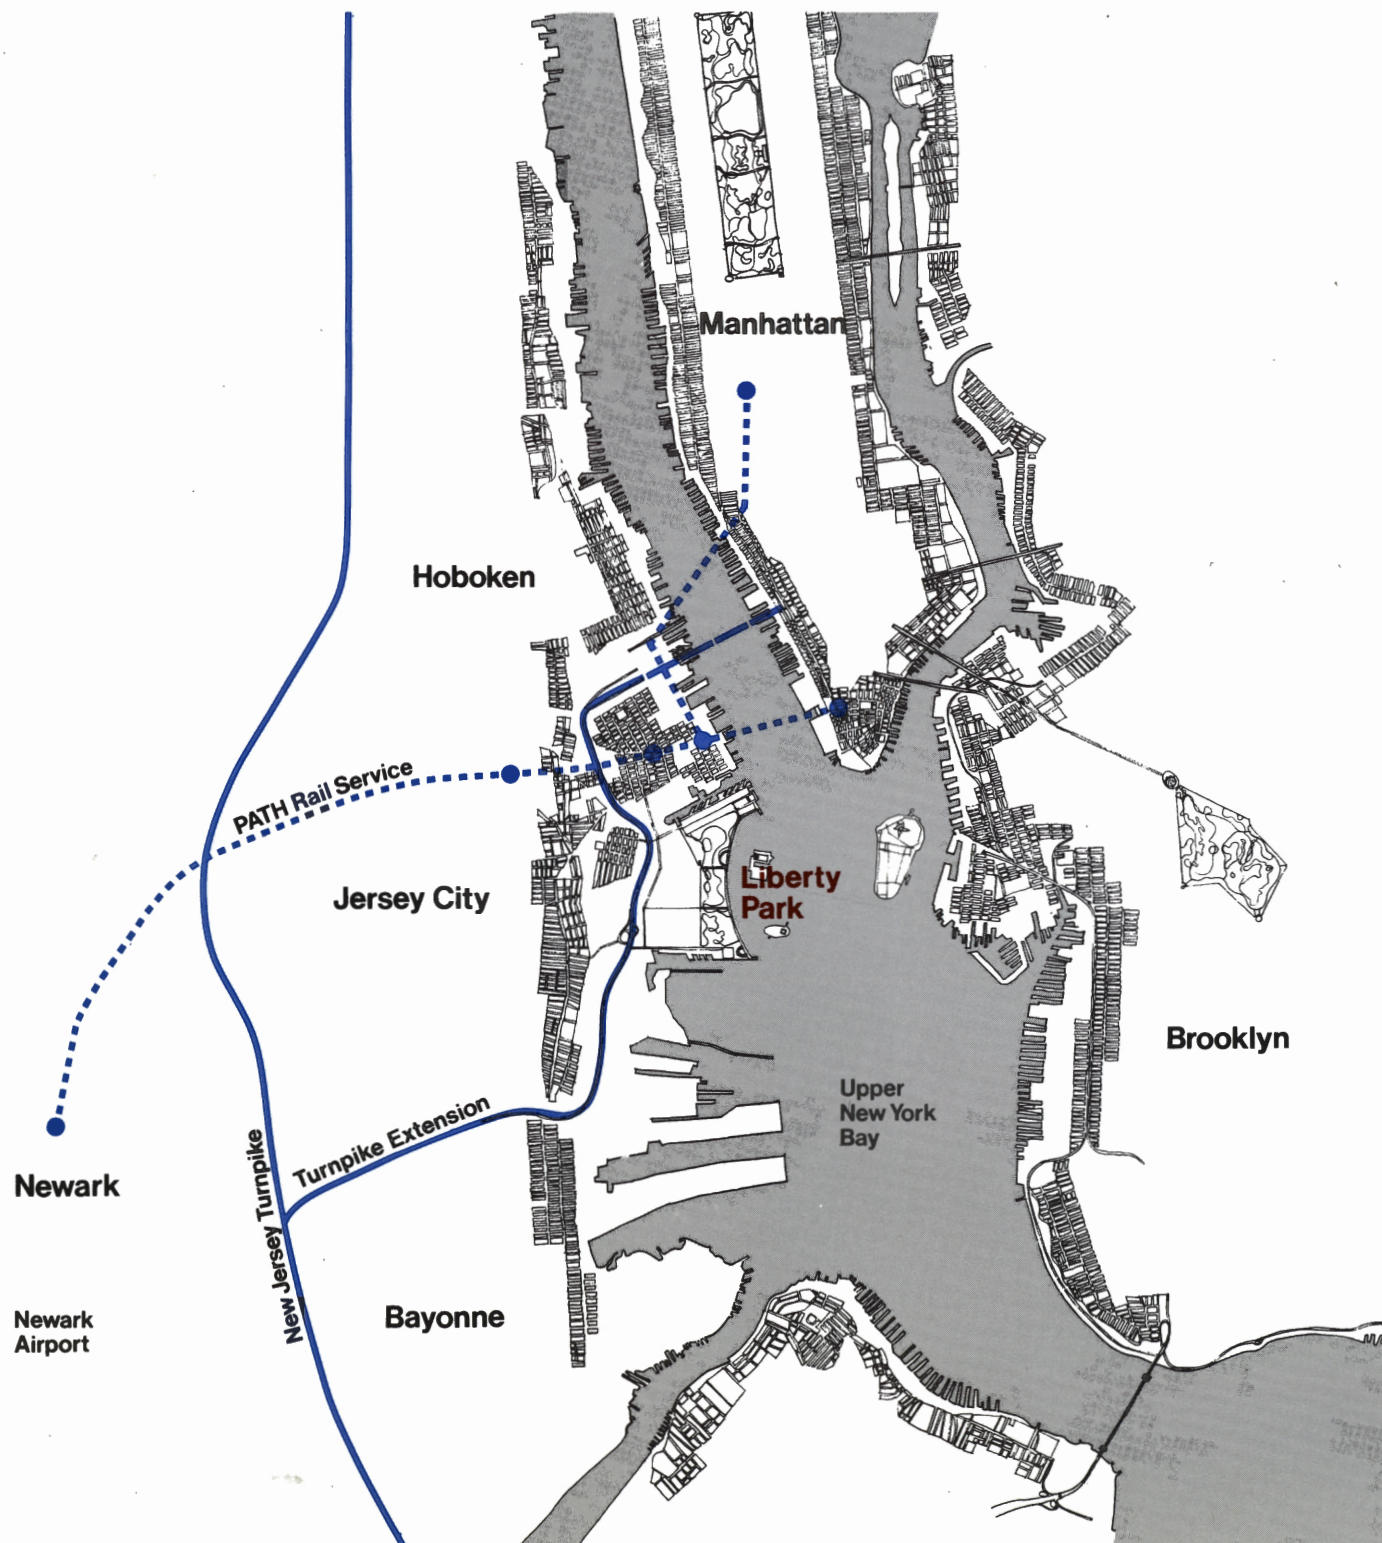 Manhattan
Hoboken
PATH Rail Service
Jersey City
Liberty
Park
Brooklyn
Upper
New York
Bay
Turnpike Extension
Newark
New Jersey Turnpike
Newark
Airport
Bayonne